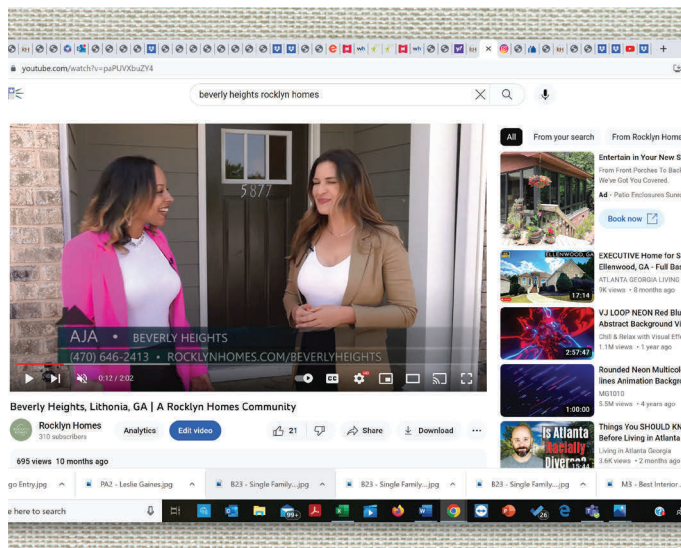 youtube.com/watch?v=paPUVXbuZY4
beverly heights rocklyn homes
5877
AJA • BEVERLY HEIGHTS
(470) 646-2413 • ROCKLYNHOMES.COM/BEVERLYHEIGHTS
0:12 / 2:02
CC
Beverly Heights, Lithonia, GA | A Rocklyn Homes Community
Rocklyn Homes
310 subscribers
Analytics
Edit video
21
Share
Download
695 views 10 months ago
All
From your search
From Rocklyn Home
Entertain in Your New S
From Front Porches To Back
We've Got You Covered.
Ad · Patio Enclosures Sunro
Book now
ELLENWOOD, GA
17:14
EXECUTIVE Home for S
Ellenwood, GA - Full Bas
ATLANTA GEORGIA LIVING
9K views • 8 months ago
2:57:47
VJ LOOP NEON Red Blu
Abstract Background Vi
Chill & Relax with Visual Effe
1.1M views • 1 year ago
1:00:00
Rounded Neon Multicol
lines Animation Backgro
MG1010
5.5M views • 4 years ago
Is Atlanta
Racially
Diverse?
15:44
Things You SHOULD KN
Before Living in Atlanta
Living in Atlanta Georgia
3.6K views • 2 months ago
go Entry.jpg
PA2 - Leslie Gaines.jpg
B23 - Single Family....jpg
B23 - Single Family....jpg
B23 - Single Family....jpg
M3 - Best Interior
e here to search
99+
26